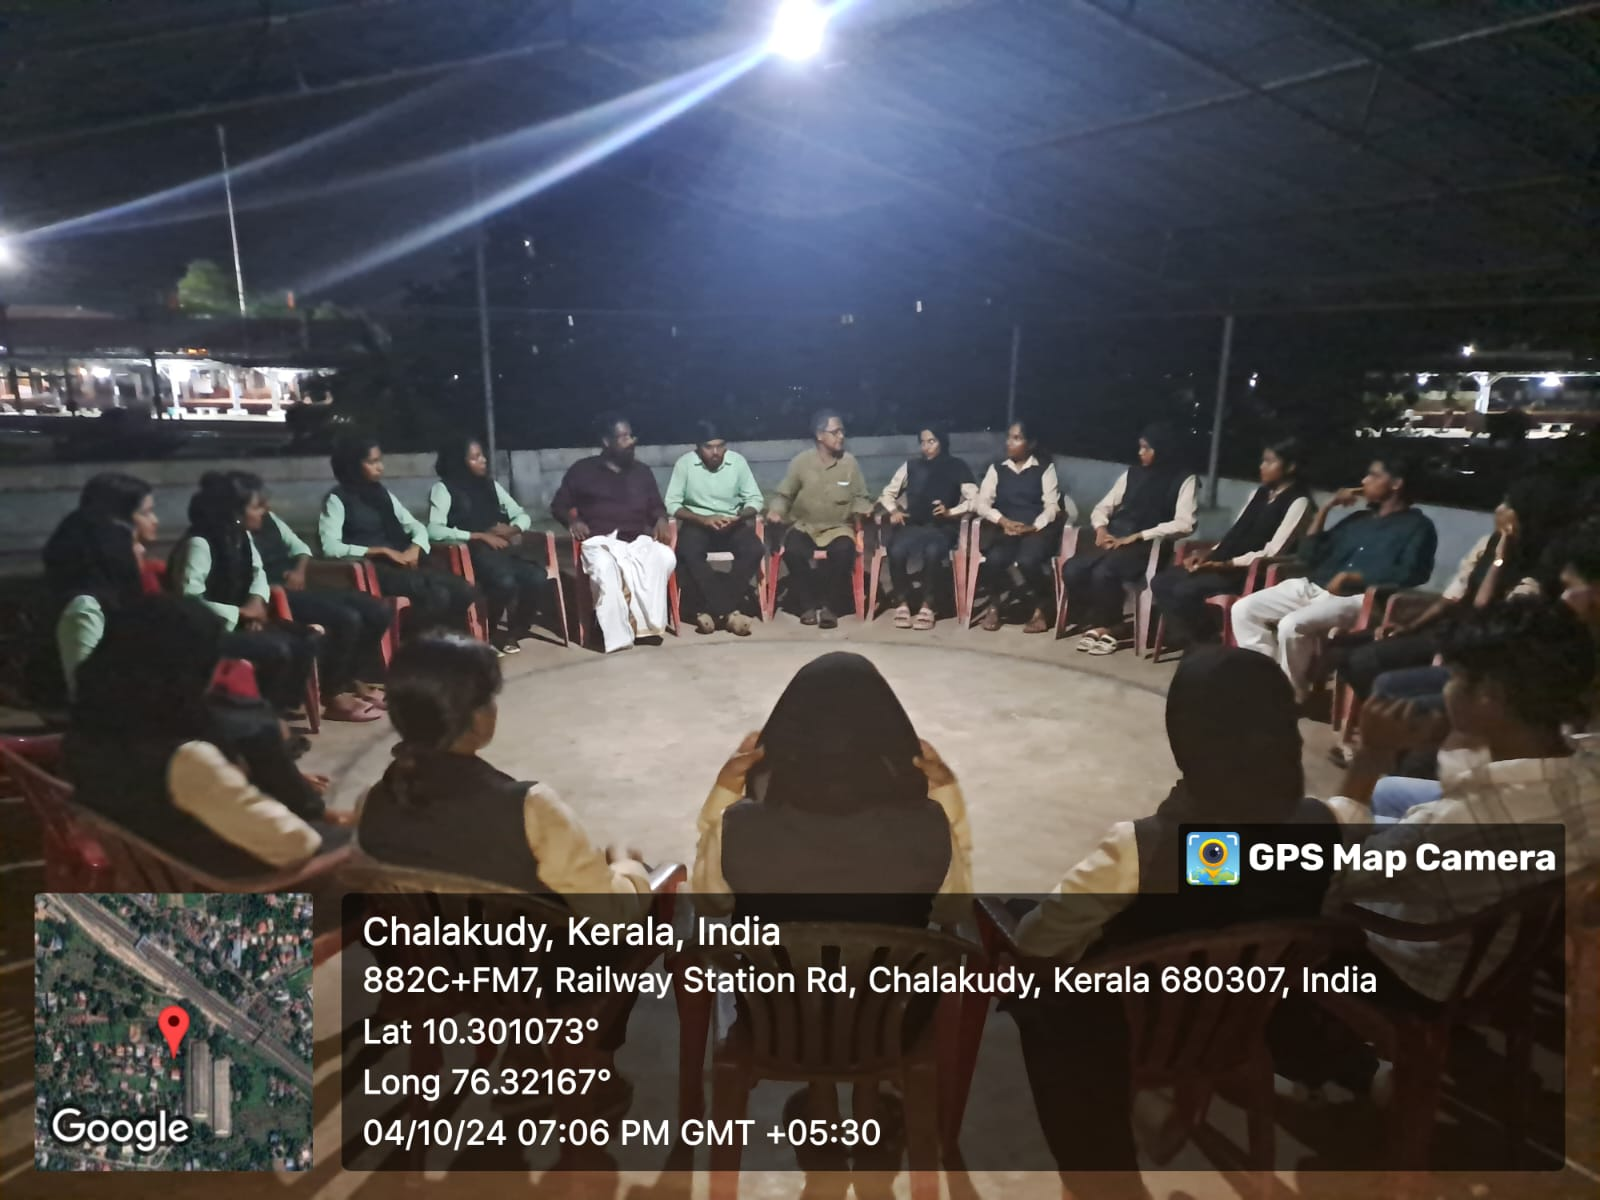 GPS Map Camera
Chalakudy, Kerala, India
882C+FM7, Railway Station Rd, Chalakudy, Kerala 680307, India
Lat 10.301073°
Long 76.32167°
04/10/24 07:06 PM GMT +05:30
Google